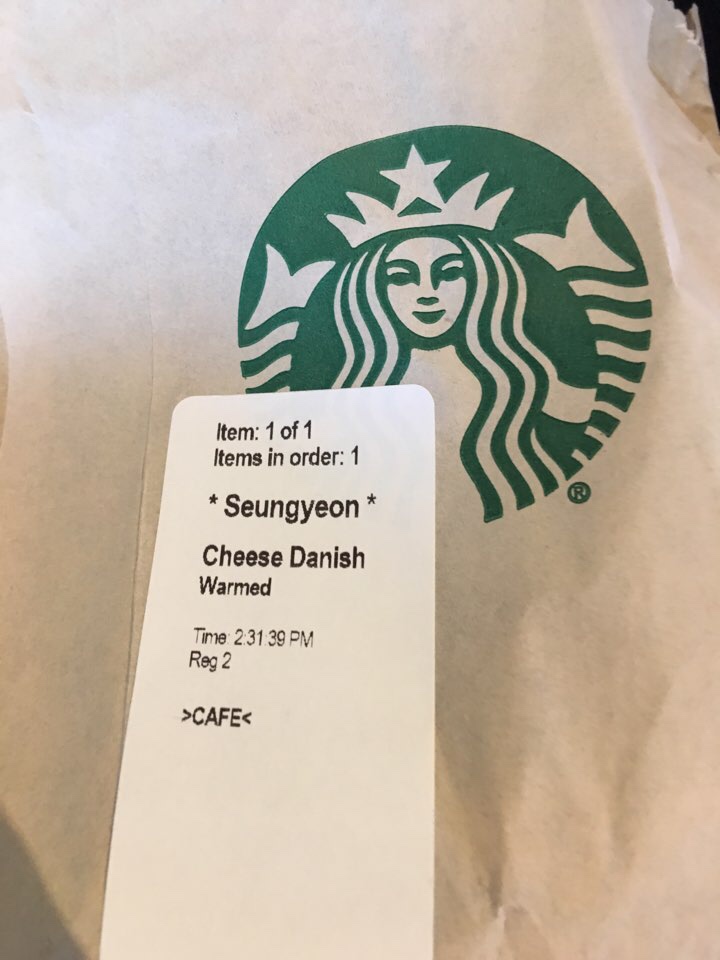 ®
Item: 1 of 1
Items in order: 1
* Seungyeon *
Cheese Danish
Warmed
Time: 2:31:39 PM
Reg 2
>CAFE<